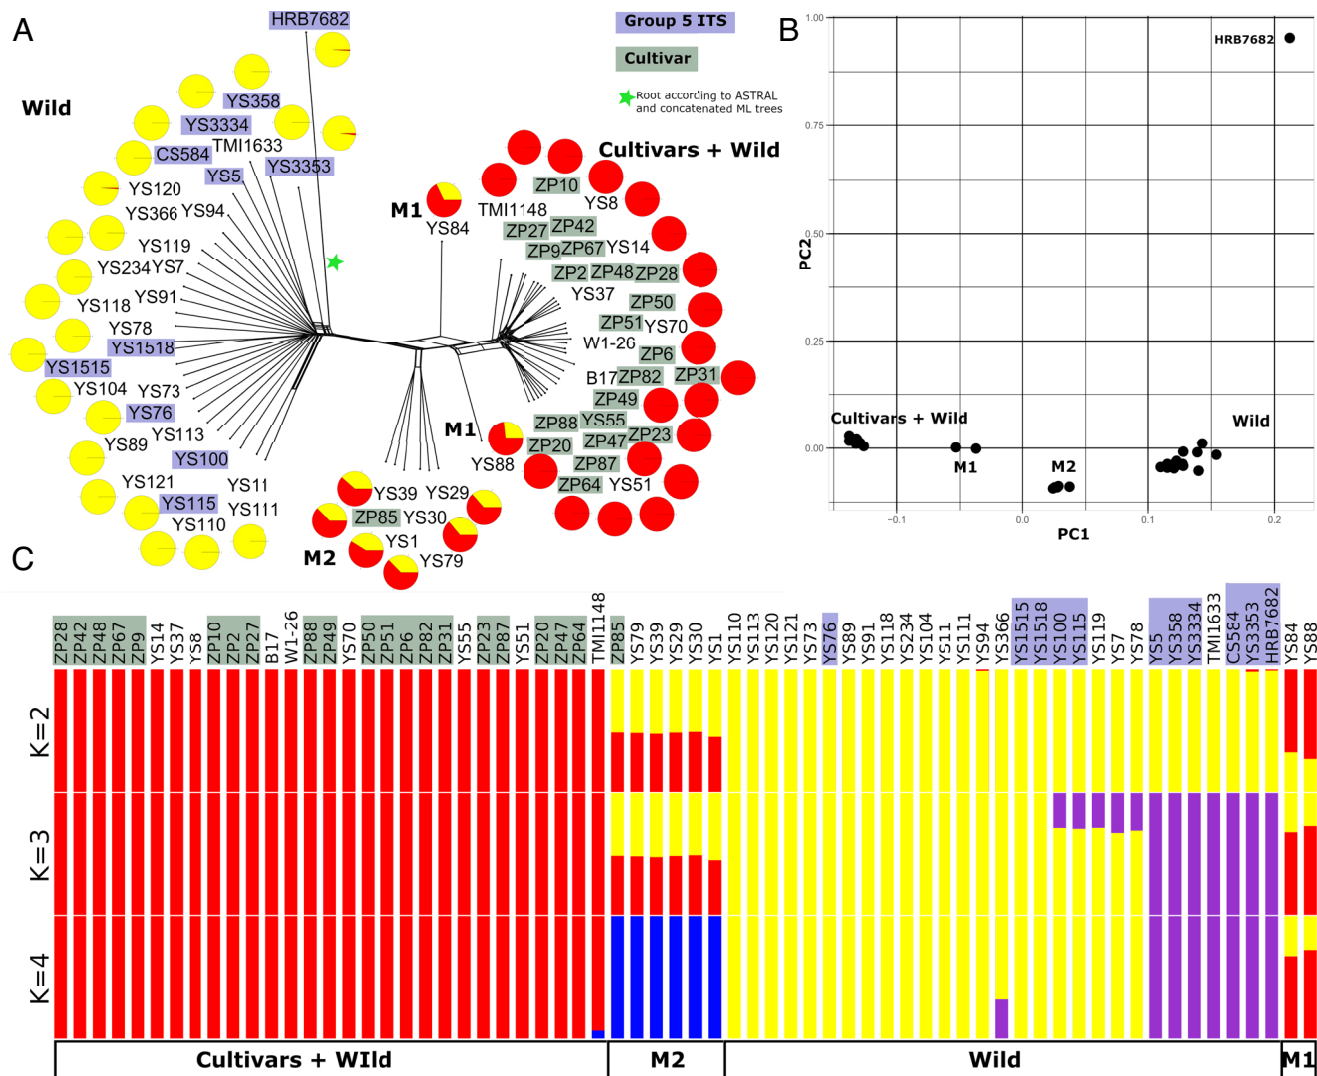 A
HRB7682
Group 5 ITS
B
1.00
HRB7682
Cultivar
Wild
YS358
Root according to ASTRAL
and concatenated ML trees
YS3334
TMI1633
Cultivars + Wild
CS584
YS3353
YS5
ZP10
YS120
M1
TMI1148
YS8
YS366
YS94
YS84
ZP27
ZP42
YS119
ZP9
ZP67
YS14
YS234
YS7
ZP2
ZP48
ZP28
YS118
YS91
YS37
ZP50
YS78
ZP51
YS70
YS1518
W1-26
ZP6
YS1515
B17
ZP82
ZP31
YS104
YS73
ZP49
YS76
YS113
ZP88
YS55
M1
YS89
ZP20
ZP47
ZP23
YS100
YS88
ZP87
YS121
YS11
YS39
YS29
ZP64
YS51
YS115
YS111
ZP85
YS30
YS110
YS1
M2
YS79
0.75
0.50
PC2
0.25
Cultivars + Wild
Wild
0.00
M1
M2
−0.1
0.0
0.1
0.2
PC1
C
ZP28
ZP42
ZP48
ZP67
ZP9
YS14
YS37
YS8
ZP10
ZP2
ZP27
B17
W1-26
ZP88
ZP49
YS70
ZP50
ZP51
ZP6
ZP82
ZP31
YS55
ZP23
ZP87
YS51
ZP20
ZP47
ZP64
TMI1148
ZP85
YS79
YS39
YS29
YS30
YS1
YS110
YS113
YS120
YS121
YS73
YS76
YS89
YS91
YS118
YS234
YS104
YS11
YS111
YS94
YS366
YS1515
YS1518
YS100
YS115
YS119
YS7
YS78
YS5
YS358
YS3334
TMI1633
CS564
YS3353
HRB7682
YS84
YS88
K=2
K=3
K=4
Cultivars + WIld
M2
Wild
M1